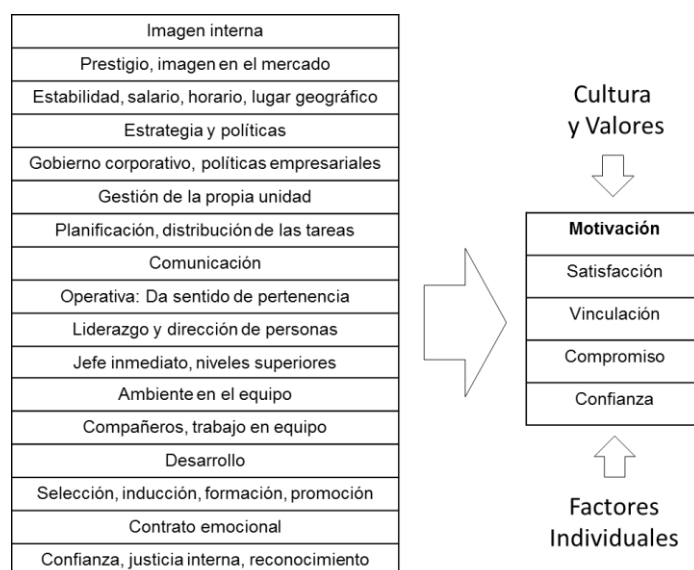 Imagen interna
Prestigio, imagen en el mercado
Estabilidad, salario, horario, lugar geográfico
Estrategia y políticas
Gobierno corporativo, políticas empresariales
Gestión de la propia unidad
Planificación, distribución de las tareas
Comunicación
Operativa: Da sentido de pertenencia
Liderazgo y dirección de personas
Jefe inmediato, niveles superiores
Ambiente en el equipo
Compañeros, trabajo en equipo
Desarrollo
Selección, inducción, formación, promoción
Contrato emocional
Confianza, justicia interna, reconocimiento
Cultura
y Valores
Motivación
Satisfacción
Vinculación
Compromiso
Confianza
Factores
Individuales